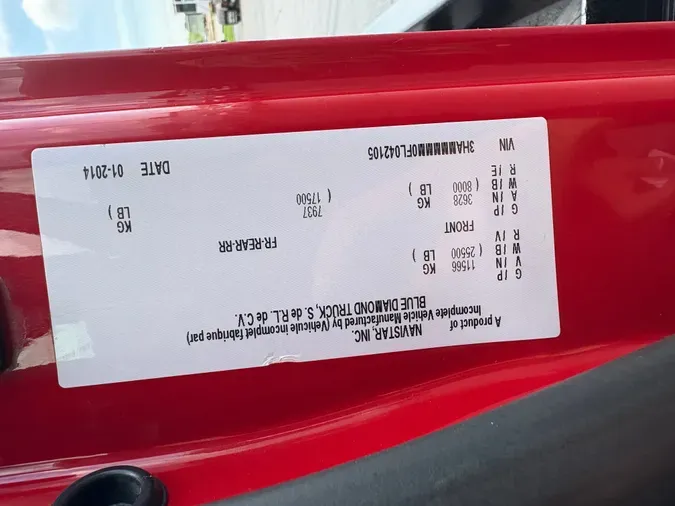 A product of
Incomplete Vehicle Manufactured by (Vehicule incomplet fabrique par)
NAVISTAR, INC.
BLUE DIAMOND TRUCK, S. de R.L. de C.V.
G/P
V/N 11566 KG
W/B ( 25500 ) LB
R/V FRONT FR-REAR-RR
G/P
A/N 3628 KG 7937 KG
W/B ( 8000 ) LB ( 17500 ) LB
R/E
VIN DATE 01-2014